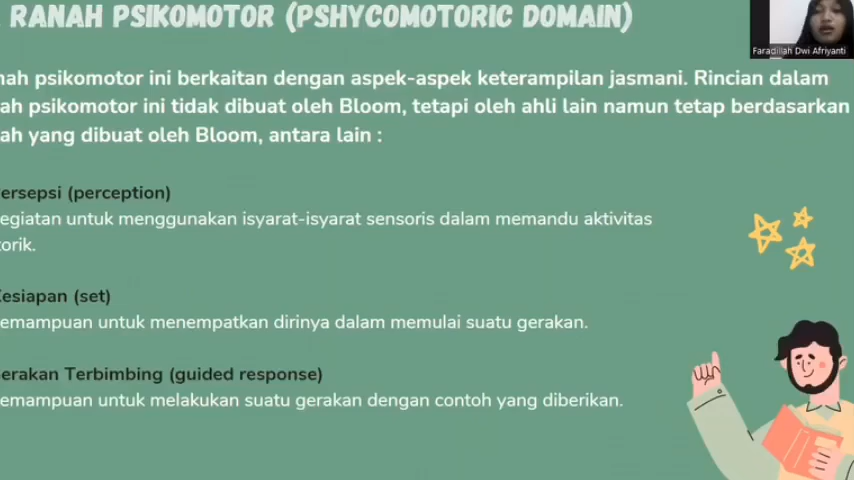 RANAH PSIKOMOTOR (PSHYCOMOTORIC DOMAIN)
Faradillah Dwi Afriyanti
nah psikomotor ini berkaitan dengan aspek-aspek keterampilan jasmani. Rincian dalam
ah psikomotor ini tidak dibuat oleh Bloom, tetapi oleh ahli lain namun tetap berdasarkan
ah yang dibuat oleh Bloom, antara lain :
ersepsi (perception)
egiatan untuk menggunakan isyarat-isyarat sensoris dalam memandu aktivitas
torik.
Kesiapan (set)
emampuan untuk menempatkan dirinya dalam memulai suatu gerakan.
erakan Terbimbing (guided response)
emampuan untuk melakukan suatu gerakan dengan contoh yang diberikan.